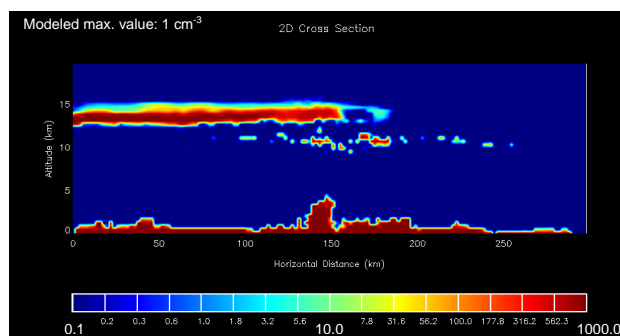 Modeled max. value: 1 cm-3
2D Cross Section
Altitude (km)
15
10
5
0
0 50 100 150 200 250
Horizontal Distance (km)
0.2 0.3 0.6 1.0 1.8 3.2 5.6 7.8 31.6 56.2 100.0 177.8 316.2 562.3
0.1 10.0 1000.0